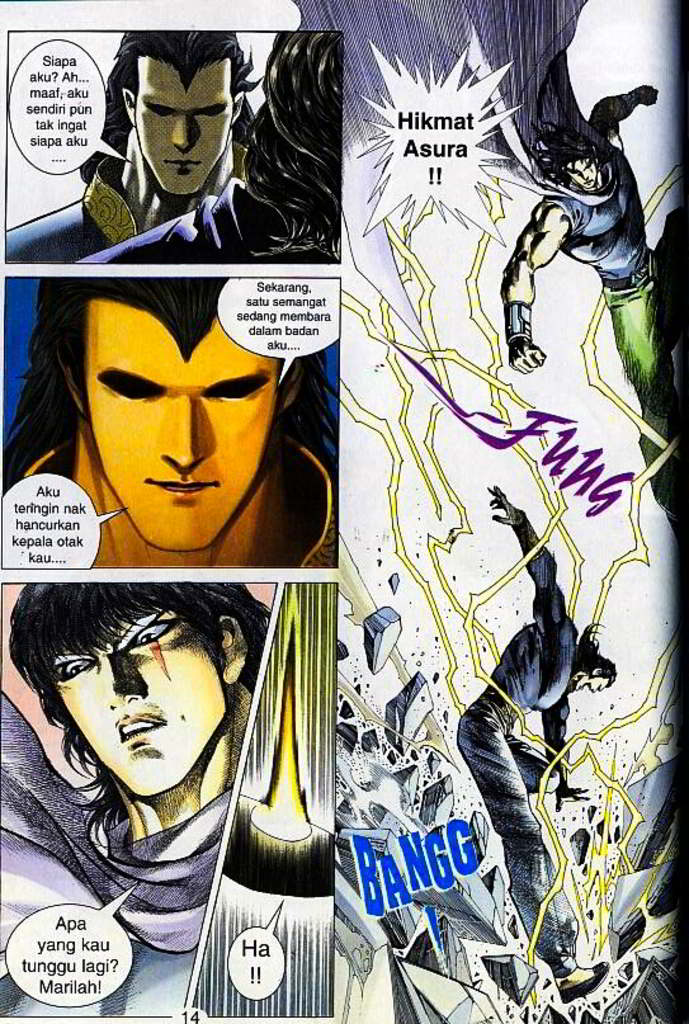 Siapa
aku? Ah...
maaf, aku
sendiri pun
tak ingat
siapa aku
....
Sekarang,
satu semangat
sedang membara
dalam badan
aku....
Aku
teringin nak
hancurkan
kepala otak
kau....
Apa
yang kau
tunggu lagi?
Marilah!
Ha
!!
Hikmat
Asura
!!
FUNG
BANGG
!
14